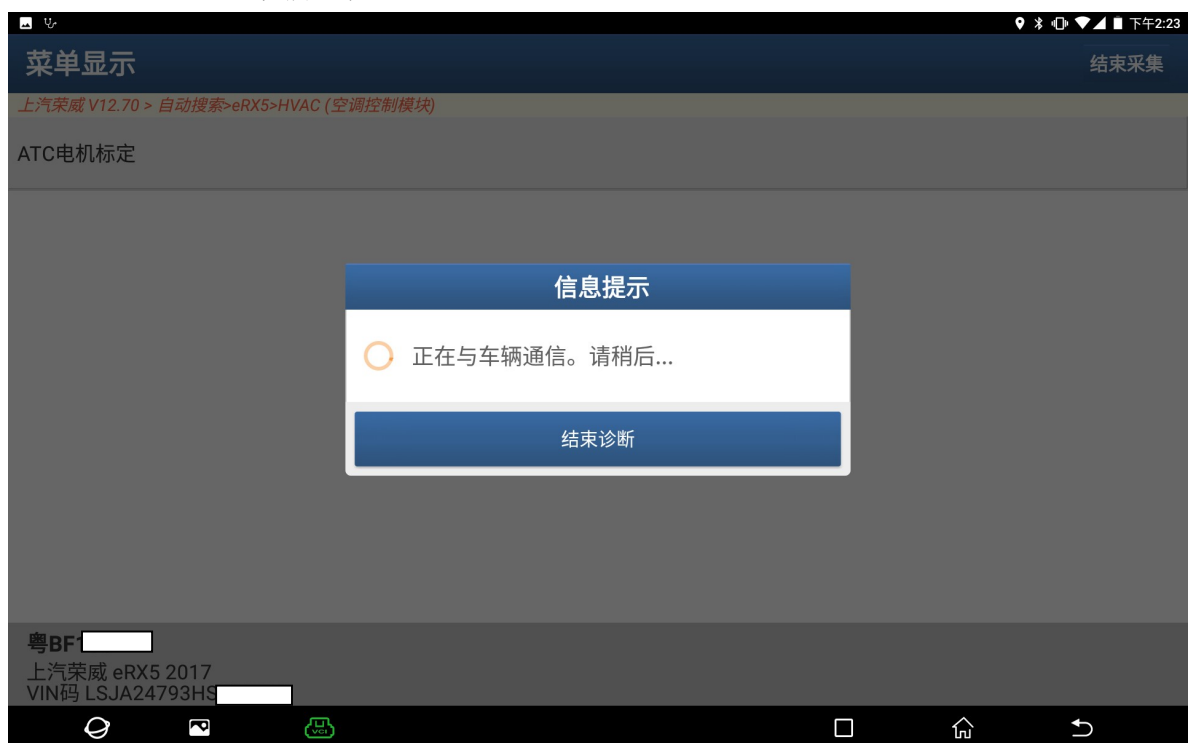 下午2:23
菜单显示
结束采集
上汽荣威 V12.70 > 自动搜索>eRX5>HVAC (空调控制模块)
ATC电机标定
信息提示
正在与车辆通信。请稍后...
结束诊断
粤BF
上汽荣威 eRX5 2017
VIN码 LSJA24793HS
VCI